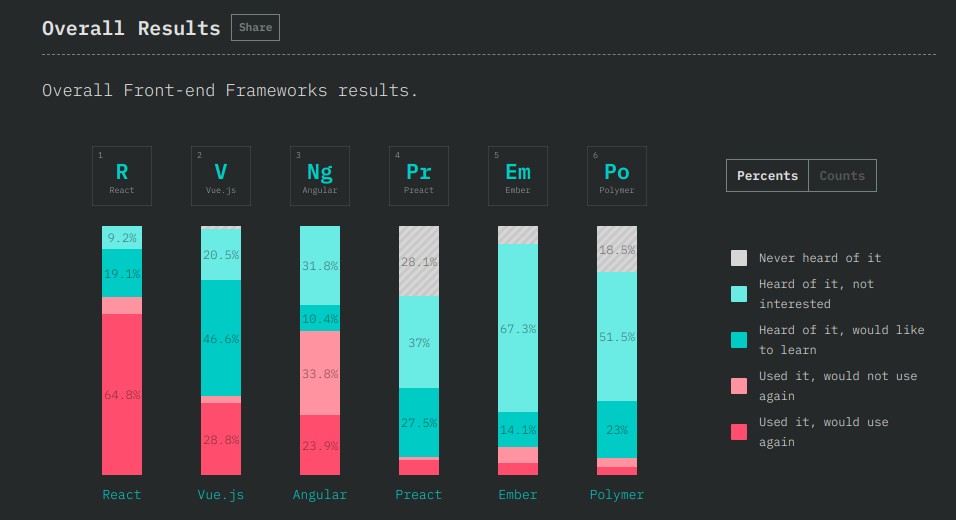 Overall Results Share
Overall Front-end Frameworks results.
1 2 3 4 5 6
R V Ng Pr Em Po
React Vue.js Angular Preact Ember Polymer
Percents Counts
9.2% 19.1% 64.8%
20.5% 46.6% 28.8%
31.8% 10.4% 33.8% 23.9%
28.1% 37% 27.5%
67.3% 14.1%
18.5% 51.5% 23%
React Vue.js Angular Preact Ember Polymer
Never heard of it
Heard of it, not
interested
Heard of it, would like
to learn
Used it, would not use
again
Used it, would use
again